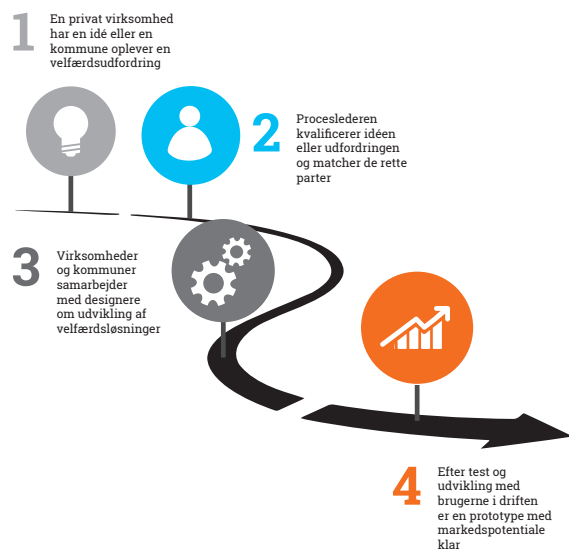 1
En privat virksomhed
har en idé eller en
kommune oplever en
velfærdsudfordring
2
Proceslederen
kvalificerer idéen
eller udfordringen
og matcher de rette
parter
3
Virksomheder
og kommuner
samarbejder
med designere
om udvikling af
velfærdsløsninger
4
Efter test og
udvikling med
brugerne i driften
er en prototype med
markedspotentiale
klar